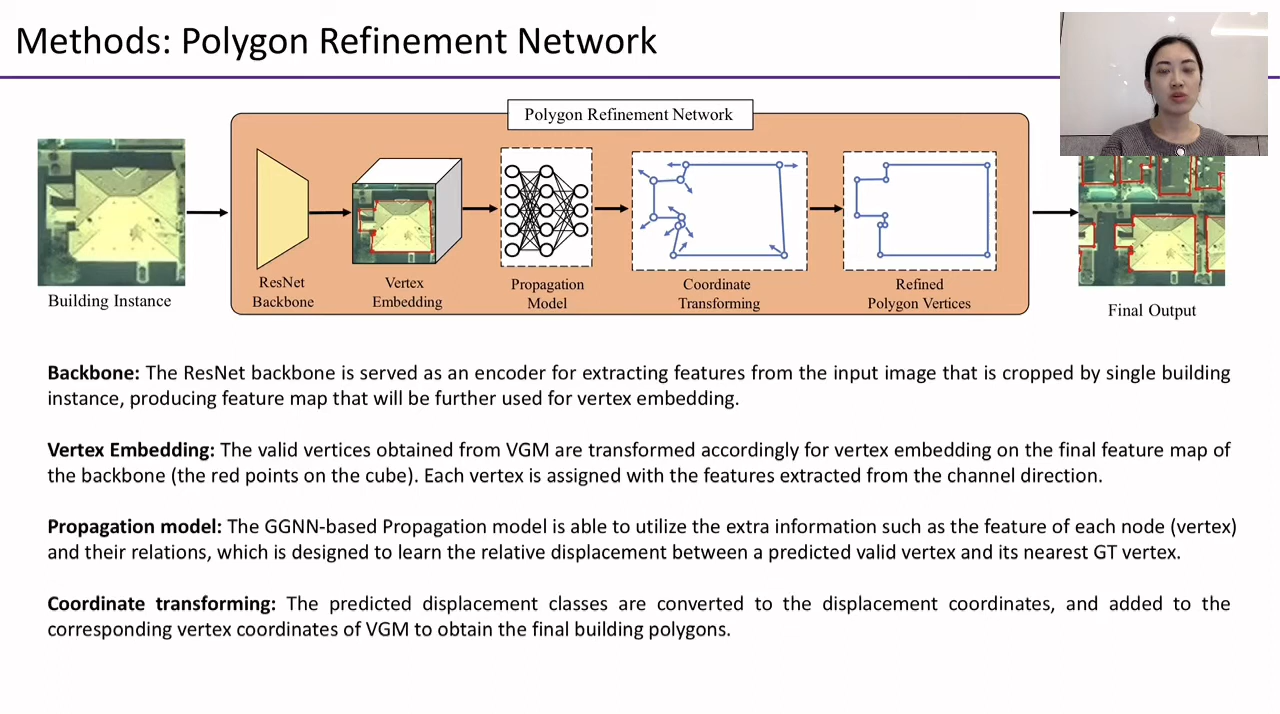 Methods: Polygon Refinement Network
Polygon Refinement Network
Building Instance
ResNet
Backbone
Vertex
Embedding
Propagation
Model
Coordinate
Transforming
Refined
Polygon Vertices
Final Output
Backbone: The ResNet backbone is served as an encoder for extracting features from the input image that is cropped by single building
instance, producing feature map that will be further used for vertex embedding.
Vertex Embedding: The valid vertices obtained from VGM are transformed accordingly for vertex embedding on the final feature map of
the backbone (the red points on the cube). Each vertex is assigned with the features extracted from the channel direction.
Propagation model: The GGNN-based Propagation model is able to utilize the extra information such as the feature of each node (vertex)
and their relations, which is designed to learn the relative displacement between a predicted valid vertex and its nearest GT vertex.
Coordinate transforming: The predicted displacement classes are converted to the displacement coordinates, and added to the
corresponding vertex coordinates of VGM to obtain the final building polygons.